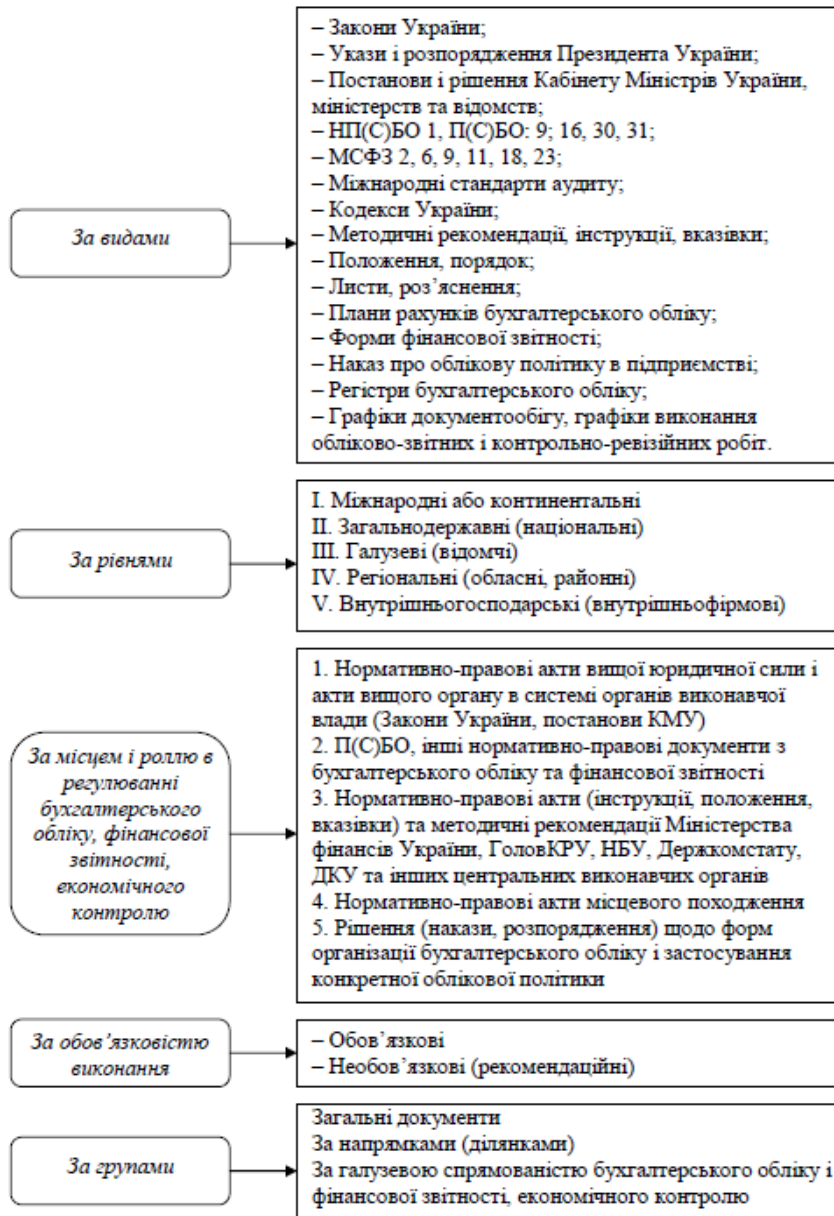 За видами
– Закони України;
– Укази і розпорядження Президента України;
– Постанови і рішення Кабінету Міністрів України,
міністерств та відомств;
– НП(С)БО 1, П(С)БО: 9; 16, 30, 31;
– МСФЗ 2, 6, 9, 11, 18, 23;
– Міжнародні стандарти аудиту;
– Кодекси України;
– Методичні рекомендації, інструкції, вказівки;
– Положення, порядок;
– Листи, роз’яснення;
– Плани рахунків бухгалтерського обліку;
– Форми фінансової звітності;
– Наказ про облікову політику в підприємстві;
– Регістри бухгалтерського обліку;
– Графіки документообігу, графіки виконання
обліково-звітних і контрольно-ревізійних робіт.
За рівнями
I. Міжнародні або континентальні
II. Загальнодержавні (національні)
III. Галузеві (відомчі)
IV. Регіональні (обласні, районні)
V. Внутрішньогосподарські (внутрішньофірмові)
За місцем і роллю в
регулюванні
бухгалтерського
обліку, фінансової
звітності,
економічного
контролю
1. Нормативно-правові акти вищої юридичної сили і
акти вищого органу в системі органів виконавчої
влади (Закони України, постанови КМУ)
2. П(С)БО, інші нормативно-правові документи з
бухгалтерського обліку та фінансової звітності
3. Нормативно-правові акти (інструкції, положення,
вказівки) та методичні рекомендації Міністерства
фінансів України, ГоловКРУ, НБУ, Держкомстату,
ДКУ та інших центральних виконавчих органів
4. Нормативно-правові акти місцевого походження
5. Рішення (накази, розпорядження) щодо форм
організації бухгалтерського обліку і застосування
конкретної облікової політики
За обов’язковістю
виконання
– Обов’язкові
– Необов’язкові (рекомендаційні)
За групами
Загальні документи
За напрямками (ділянками)
За галузевою спрямованістю бухгалтерського обліку і
фінансової звітності, економічного контролю